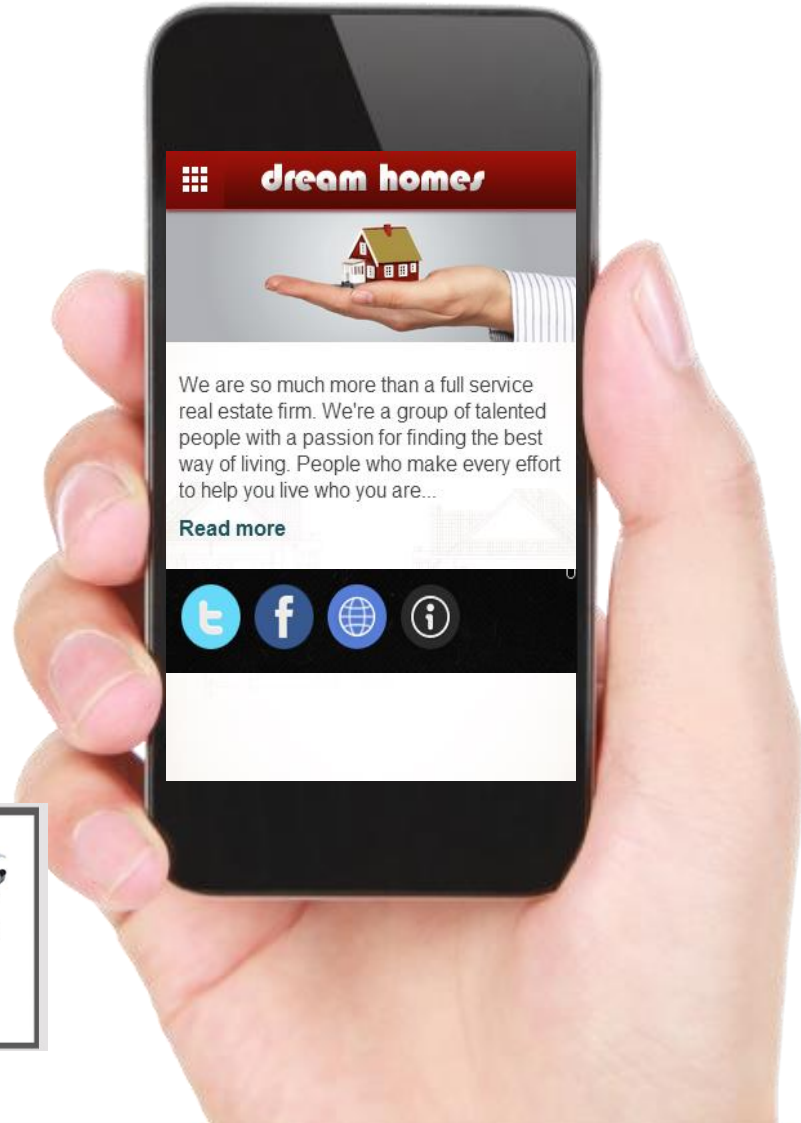 dream homes
We are so much more than a full service
real estate firm. We're a group of talented
people with a passion for finding the best
way of living. People who make every effort
to help you live who you are...
Read more